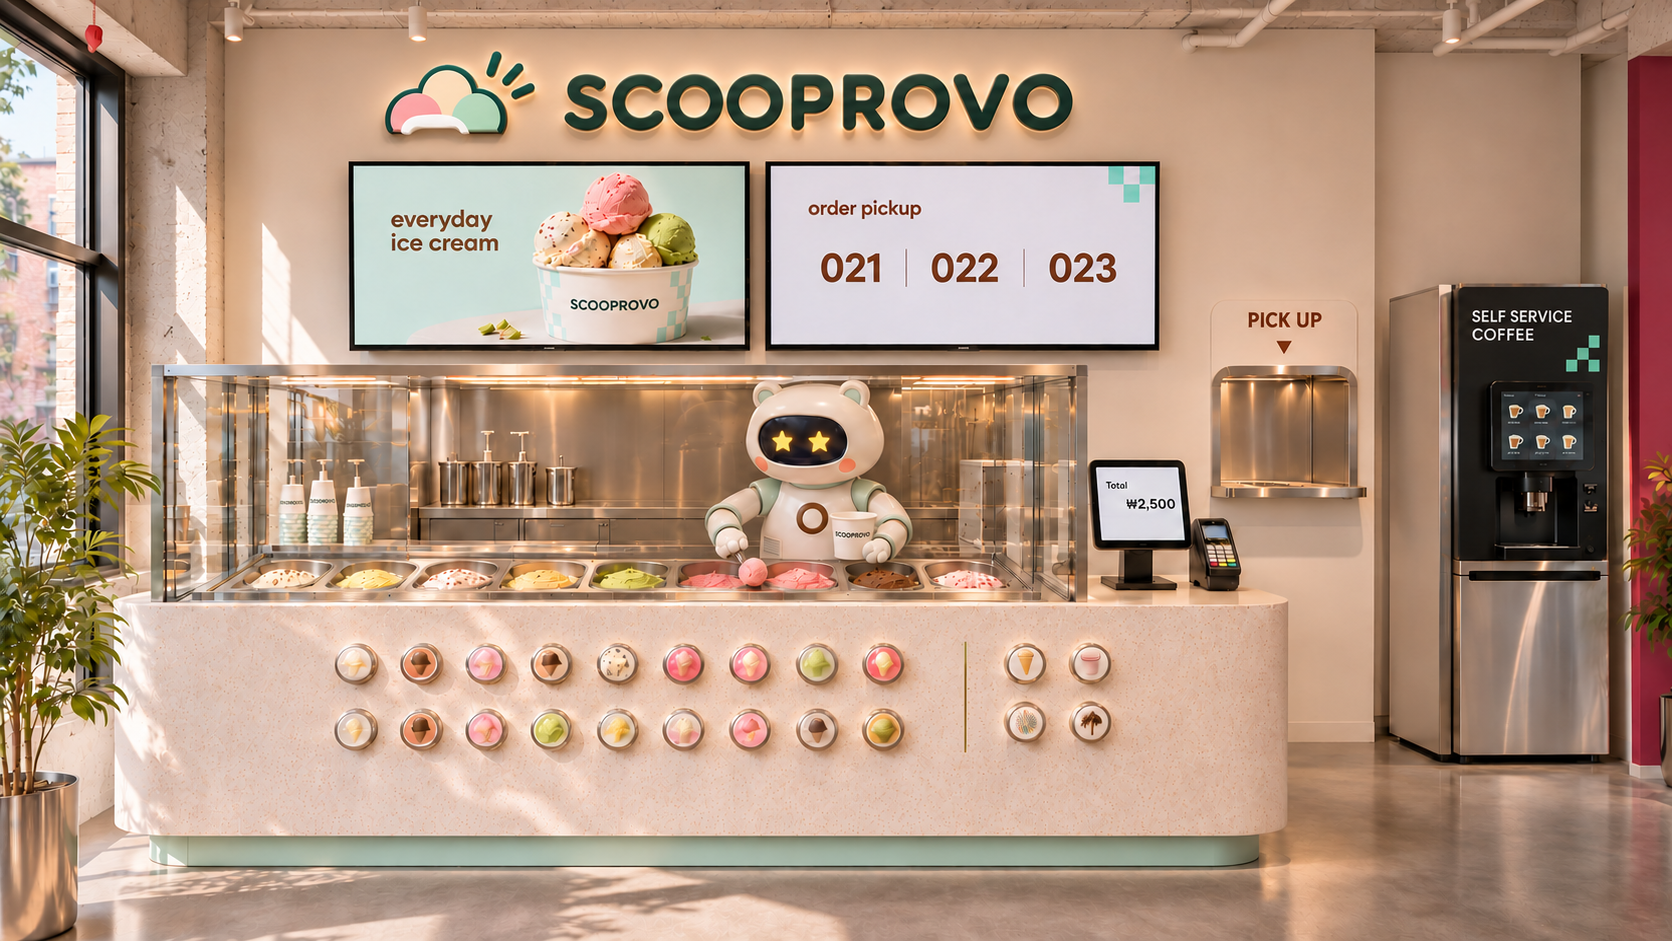 SCOOPROVO
everyday
ice cream
SCOOPROVO
order pickup
021 022 023
PICK UP
SELF SERVICE
COFFEE
Total
₩2,500
SCOOPROVO